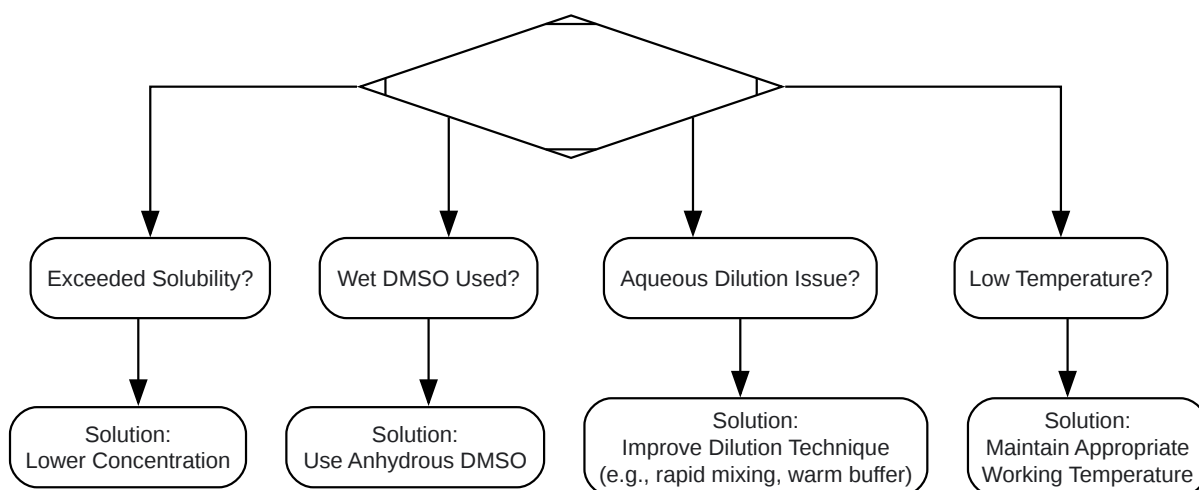 Exceeded Solubility?
Wet DMSO Used?
Aqueous Dilution Issue?
Low Temperature?
Solution:
Lower Concentration
Solution:
Use Anhydrous DMSO
Solution:
Improve Dilution Technique
(e.g., rapid mixing, warm buffer)
Solution:
Maintain Appropriate
Working Temperature